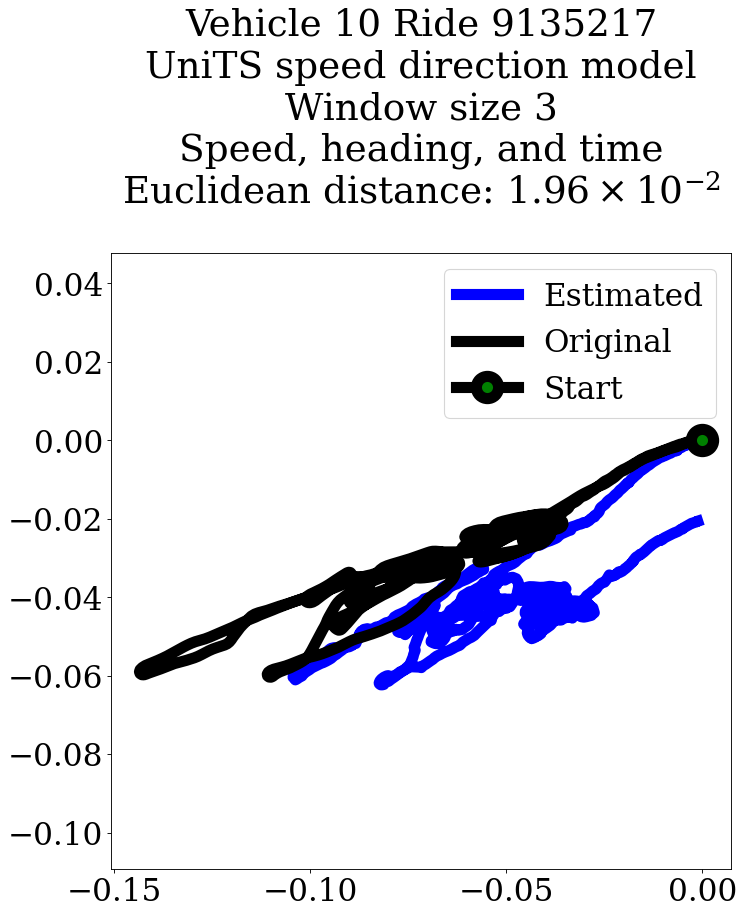 Vehicle 10 Ride 9135217
UniTS speed direction model
Window size 3
Speed, heading, and time
Euclidean distance: 1.96 × 10⁻²
Estimated
Original
Start
0.04
0.02
0.00
−0.02
−0.04
−0.06
−0.08
−0.10
−0.15 −0.10 −0.05 0.00